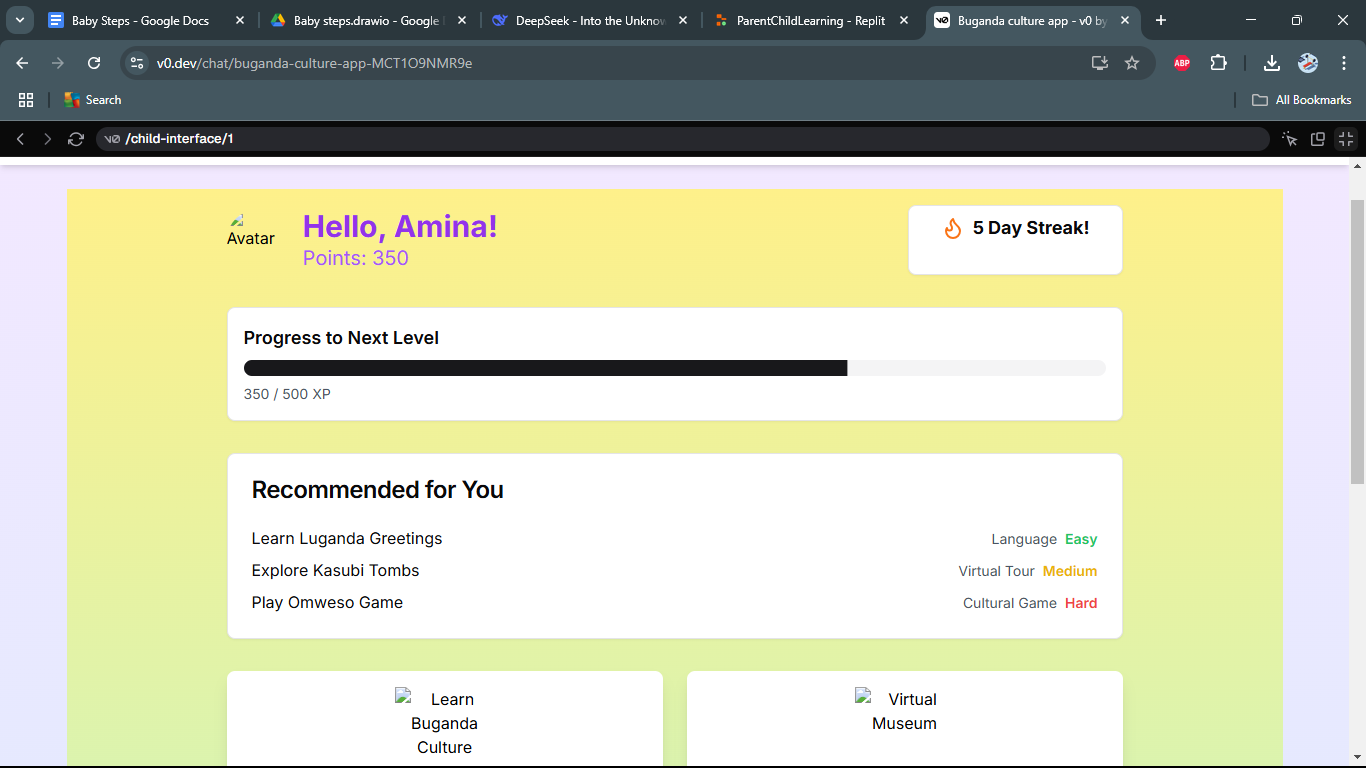 Baby Steps - Google Docs
Baby steps.drawio - Google
DeepSeek - Into the Unknow
ParentChildLearning - Replit
Buganda culture app - v0 by
v0.dev/chat/buganda-culture-app-MCT1O9NMR9e
ABP
Search
All Bookmarks
v0 /child-interface/1
Avatar
Hello, Amina!
Points: 350
5 Day Streak!
Progress to Next Level
350 / 500 XP
Recommended for You
Learn Luganda Greetings Language Easy
Explore Kasubi Tombs Virtual Tour Medium
Play Omweso Game Cultural Game Hard
Learn
Buganda
Culture
Virtual
Museum